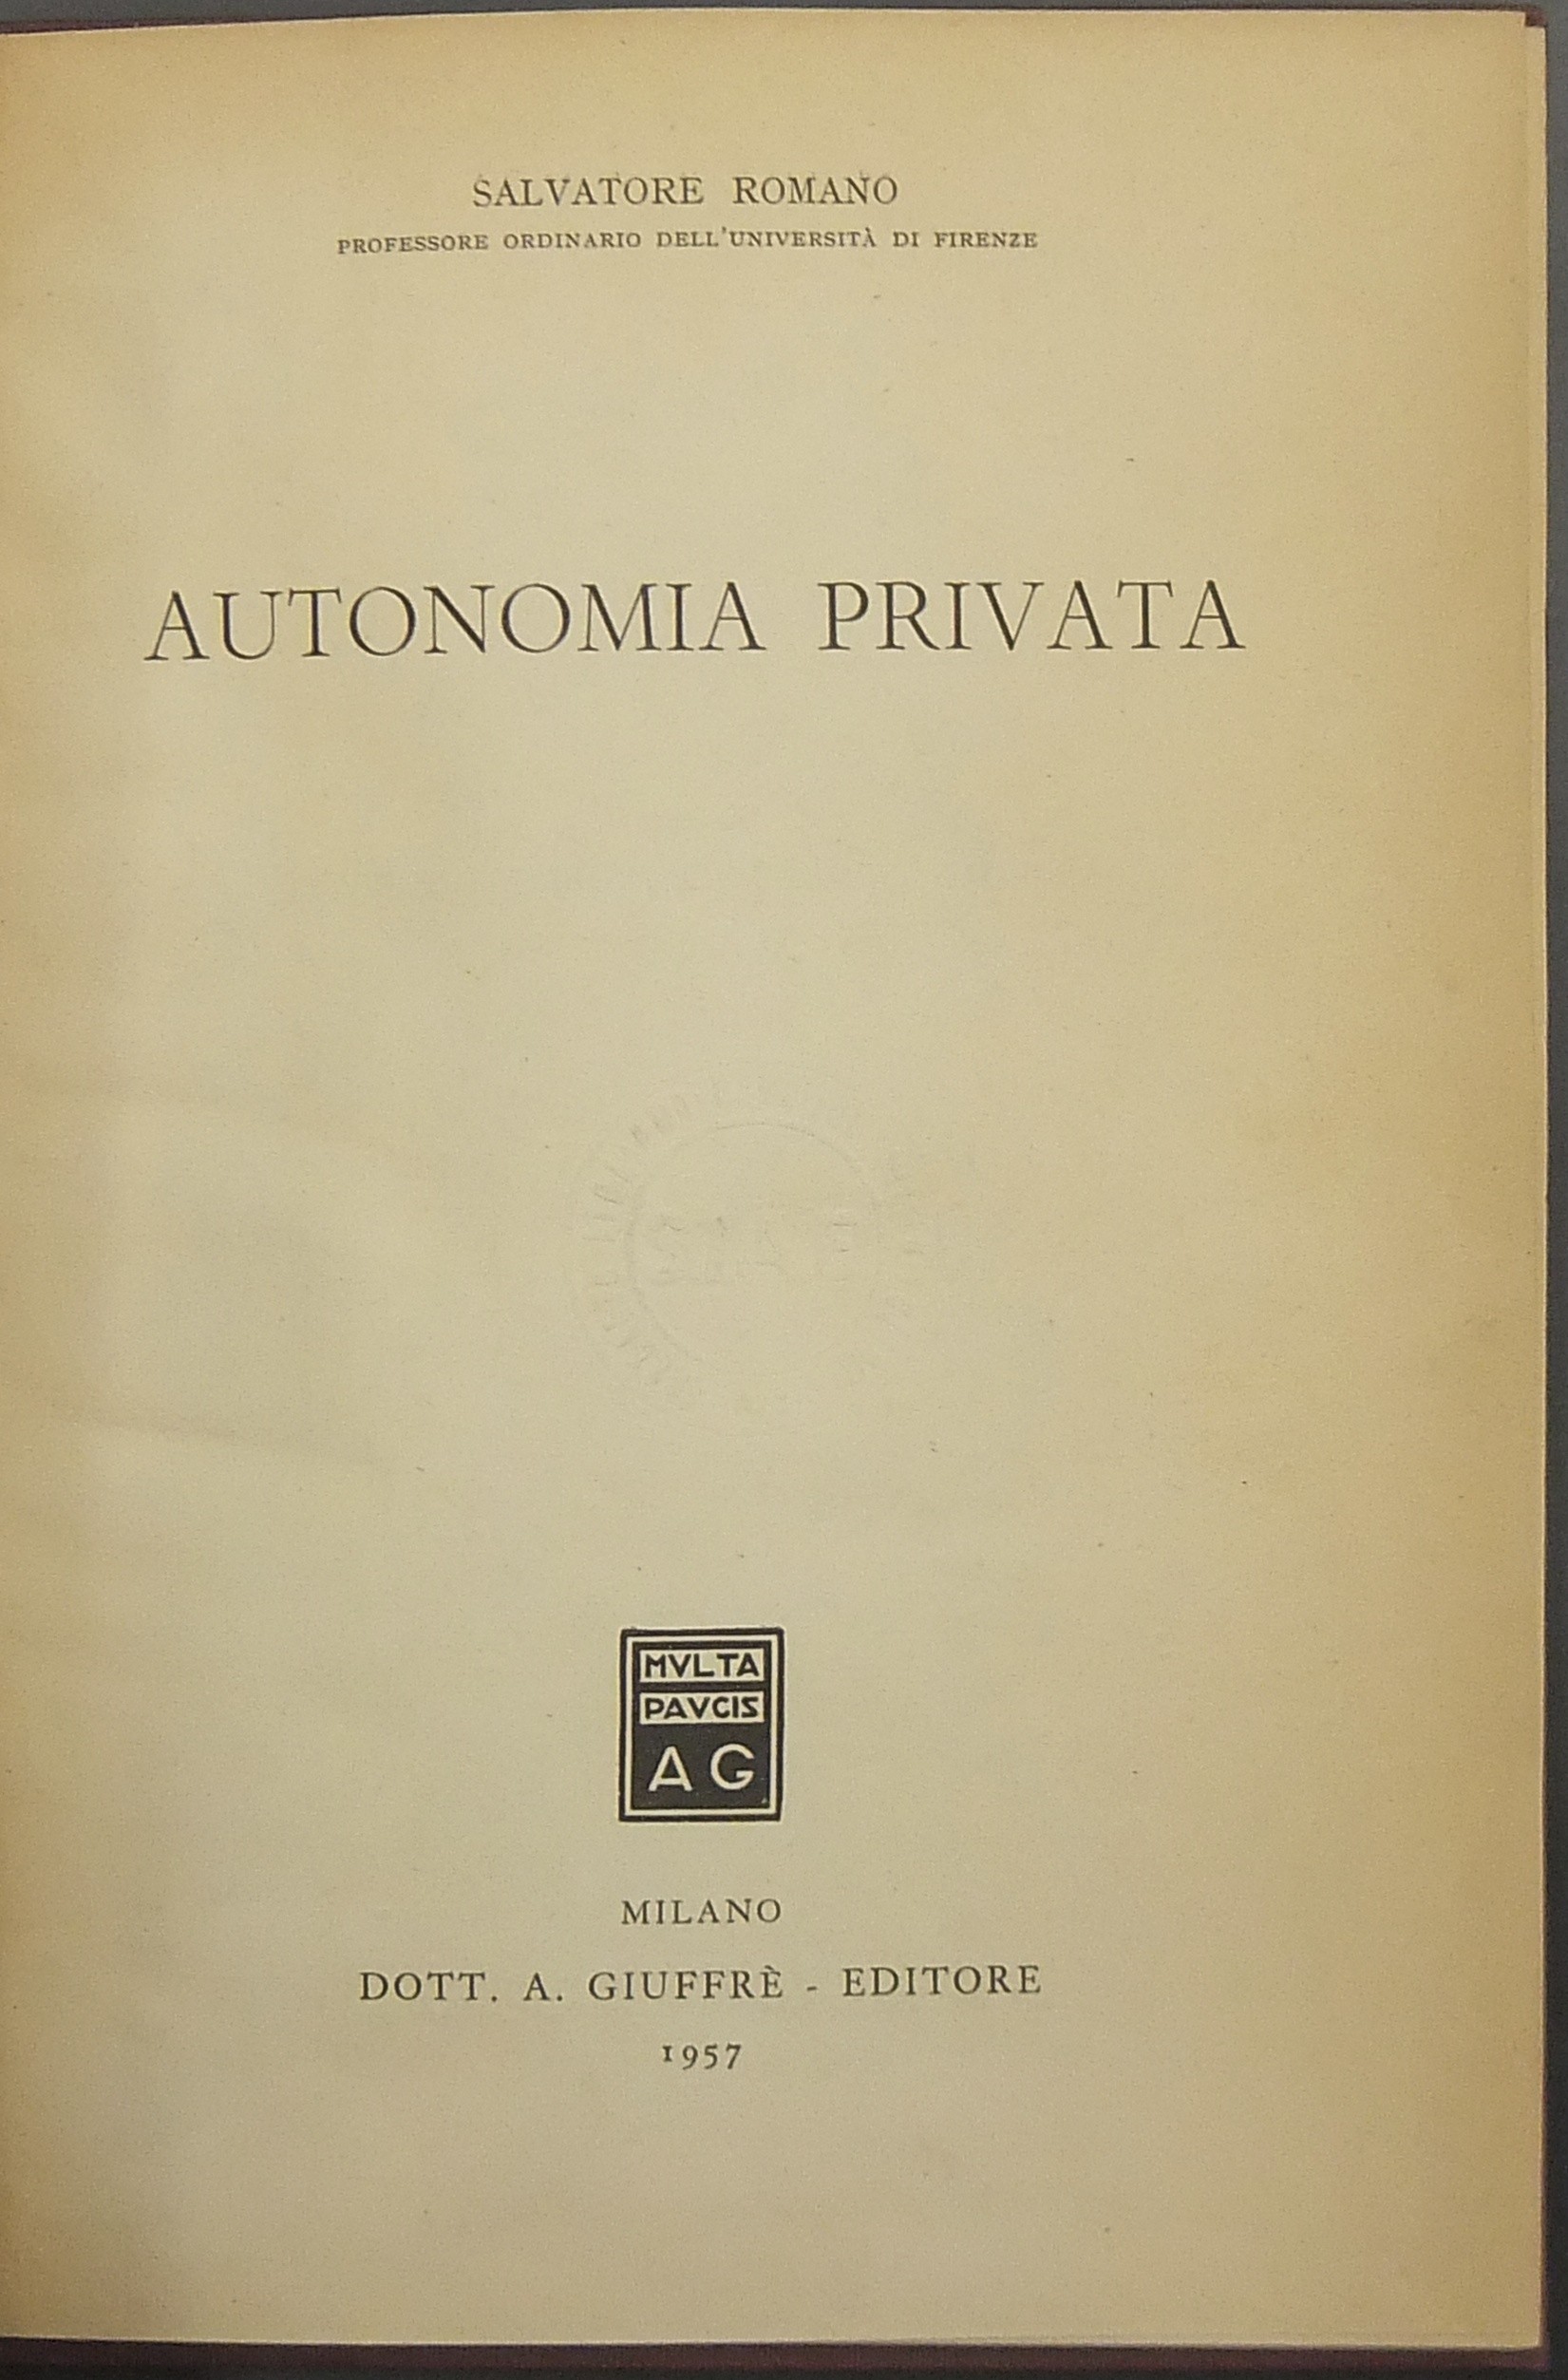 SALVATORE ROMANO
PROFESSORE ORDINARIO DELL'UNIVERSITÀ DI FIRENZE
AUTONOMIA PRIVATA
MVLTA
PAVCIS
AG
MILANO
DOTT. A. GIUFFRÈ - EDITORE
1957